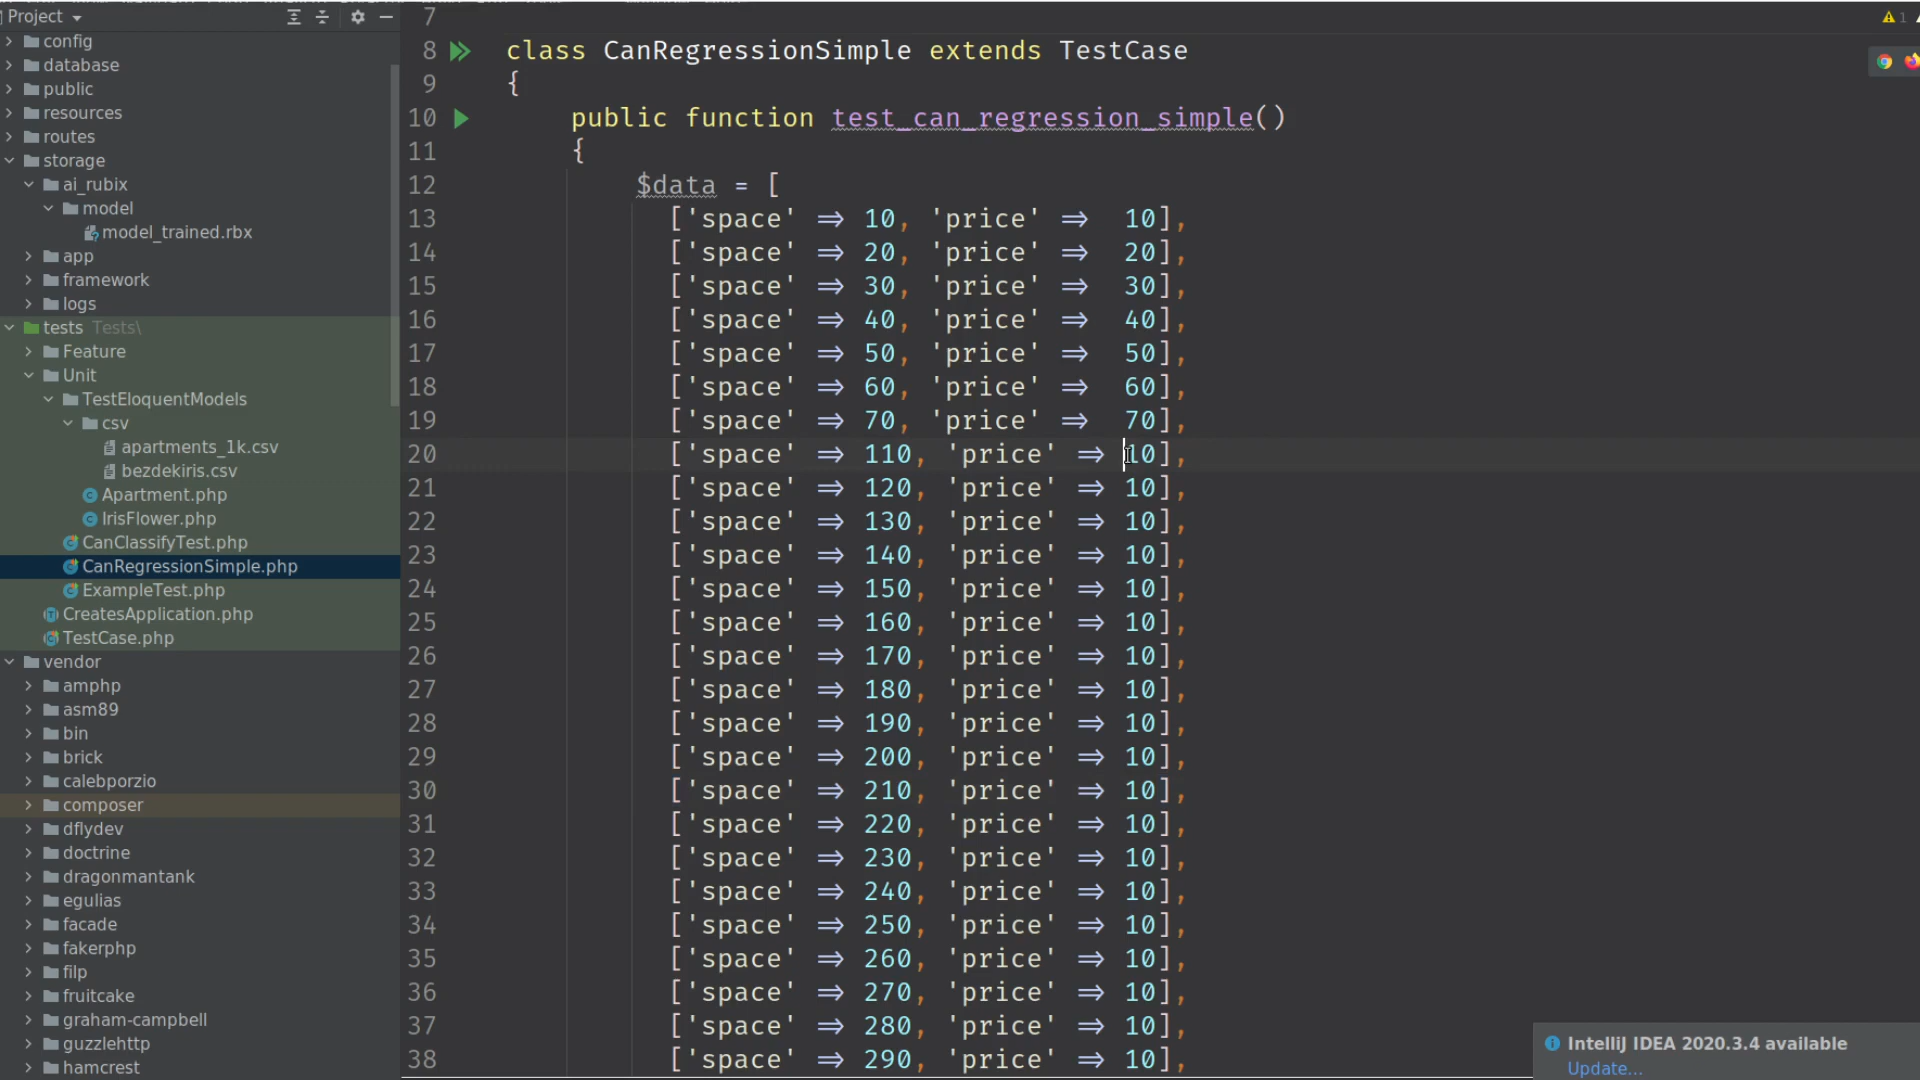 Project
config
database
public
resources
routes
storage
ai_rubix
model
model_trained.rbx
app
framework
logs
tests Tests\
Feature
Unit
TestEloquentModels
csv
apartments_1k.csv
bezdekiris.csv
Apartment.php
IrisFlower.php
CanClassifyTest.php
CanRegressionSimple.php
ExampleTest.php
CreatesApplication.php
TestCase.php
vendor
amphp
asm89
bin
brick
calebporzio
composer
dflydev
doctrine
dragonmantank
egulias
facade
fakerphp
filp
fruitcake
graham-campbell
guzzlehttp
hamcrest
7
8 class CanRegressionSimple extends TestCase
9 {
10 public function test_can_regression_simple()
11 {
12 $data = [
13 ['space' => 10, 'price' => 10],
14 ['space' => 20, 'price' => 20],
15 ['space' => 30, 'price' => 30],
16 ['space' => 40, 'price' => 40],
17 ['space' => 50, 'price' => 50],
18 ['space' => 60, 'price' => 60],
19 ['space' => 70, 'price' => 70],
20 ['space' => 110, 'price' => 10],
21 ['space' => 120, 'price' => 10],
22 ['space' => 130, 'price' => 10],
23 ['space' => 140, 'price' => 10],
24 ['space' => 150, 'price' => 10],
25 ['space' => 160, 'price' => 10],
26 ['space' => 170, 'price' => 10],
27 ['space' => 180, 'price' => 10],
28 ['space' => 190, 'price' => 10],
29 ['space' => 200, 'price' => 10],
30 ['space' => 210, 'price' => 10],
31 ['space' => 220, 'price' => 10],
32 ['space' => 230, 'price' => 10],
33 ['space' => 240, 'price' => 10],
34 ['space' => 250, 'price' => 10],
35 ['space' => 260, 'price' => 10],
36 ['space' => 270, 'price' => 10],
37 ['space' => 280, 'price' => 10],
38 ['space' => 290, 'price' => 10],
1
IntelliJ IDEA 2020.3.4 available
Update...